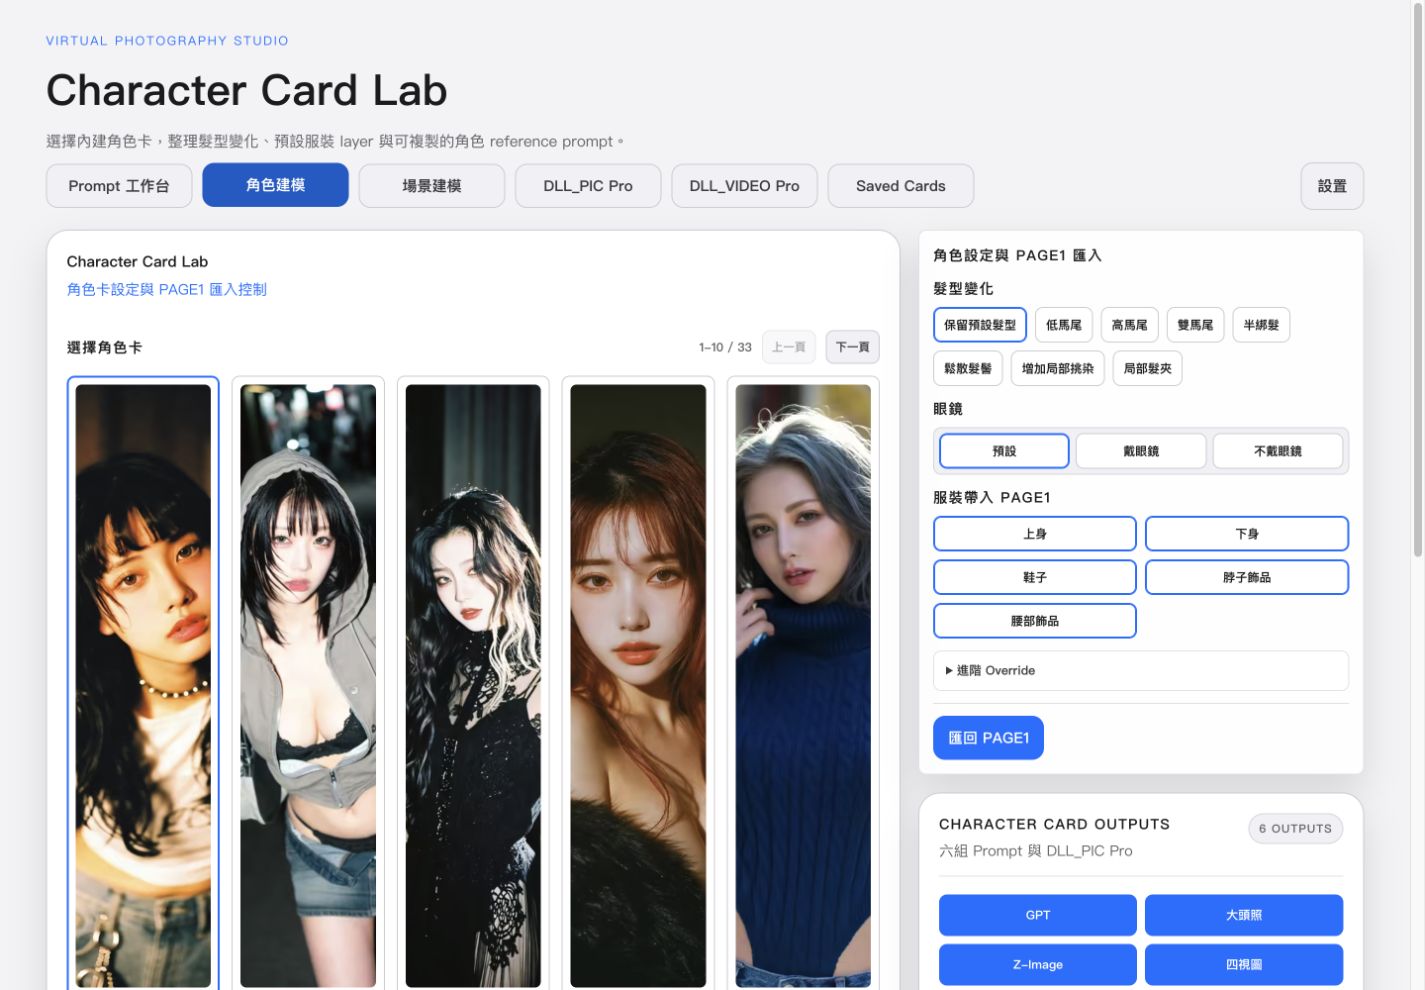 VIRTUAL PHOTOGRAPHY STUDIO
Character Card Lab
選擇內建角色卡，整理髮型變化、預設服裝 layer 與可複製的角色 reference prompt。
Prompt 工作台
角色建模
場景建模
DLL_PIC Pro
DLL_VIDEO Pro
Saved Cards
設置
Character Card Lab
角色卡設定與 PAGE1 匯入控制
選擇角色卡
1–10 / 33
上一頁
下一頁
角色設定與 PAGE1 匯入
髮型變化
保留預設髮型
低馬尾
高馬尾
雙馬尾
半綁髮
鬆散髮髻
增加局部挑染
局部髮夾
眼鏡
預設
戴眼鏡
不戴眼鏡
服裝帶入 PAGE1
上身
下身
鞋子
脖子飾品
腰部飾品
▶ 進階 Override
匯回 PAGE1
CHARACTER CARD OUTPUTS
6 OUTPUTS
六組 Prompt 與 DLL_PIC Pro
GPT
大頭照
Z-Image
四視圖